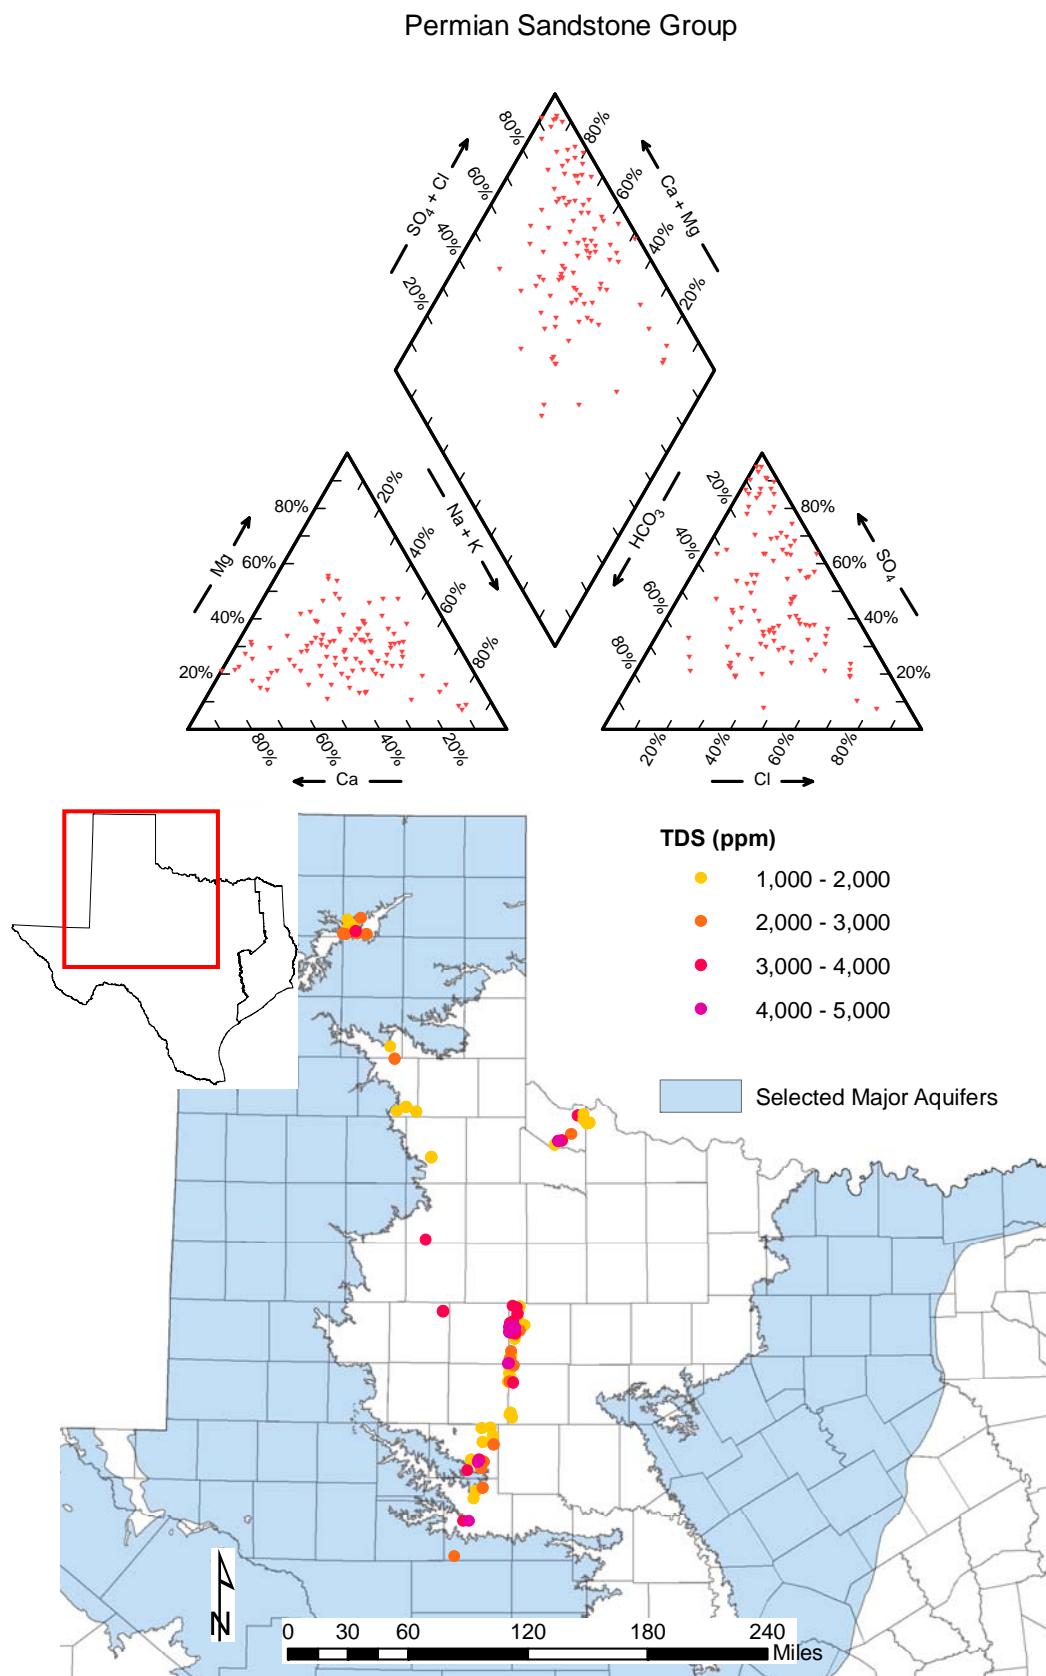 Permian Sandstone Group
80% 80%
SO4 + Cl Ca + Mg
60% 60%
40% 40%
20% 20%
Na + K HCO3
Mg SO4
20% 20%
80% 80%
40% 40%
60% 60%
60% 60%
40% 40%
80% 80%
20% 20%
80% 60% 40% 20%
20% 40% 60% 80%
Ca Cl
TDS (ppm)
1,000 - 2,000
2,000 - 3,000
3,000 - 4,000
4,000 - 5,000
Selected Major Aquifers
N
0 30 60 120 180 240
Miles